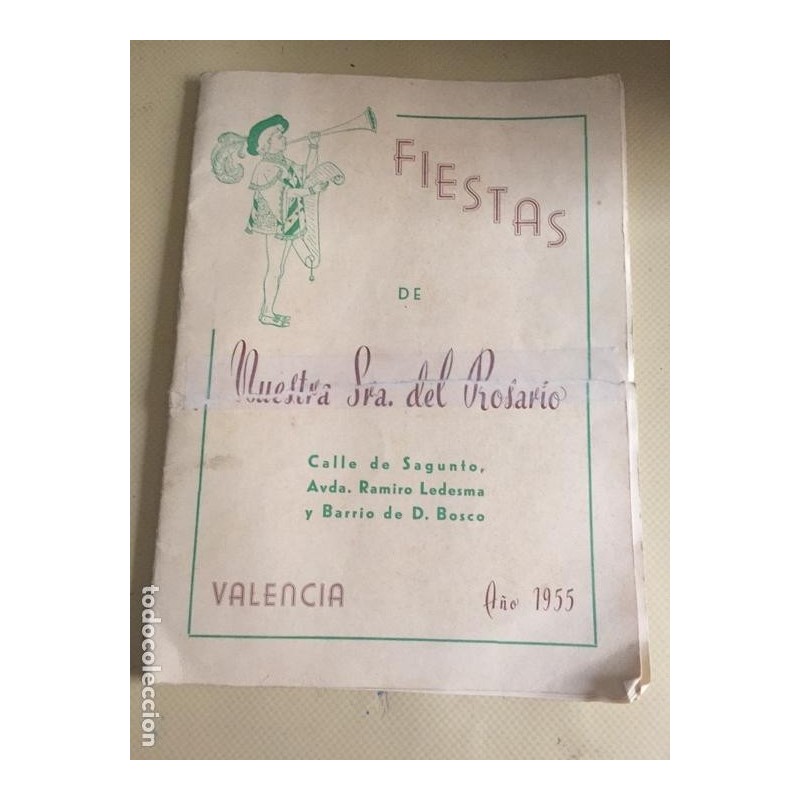 FIESTAS
DE
Nuestra Sra. del Rosario
Calle de Sagunto,
Avda. Ramiro Ledesma
y Barrio de D. Bosco
VALENCIA
Año 1955
todocoleccion